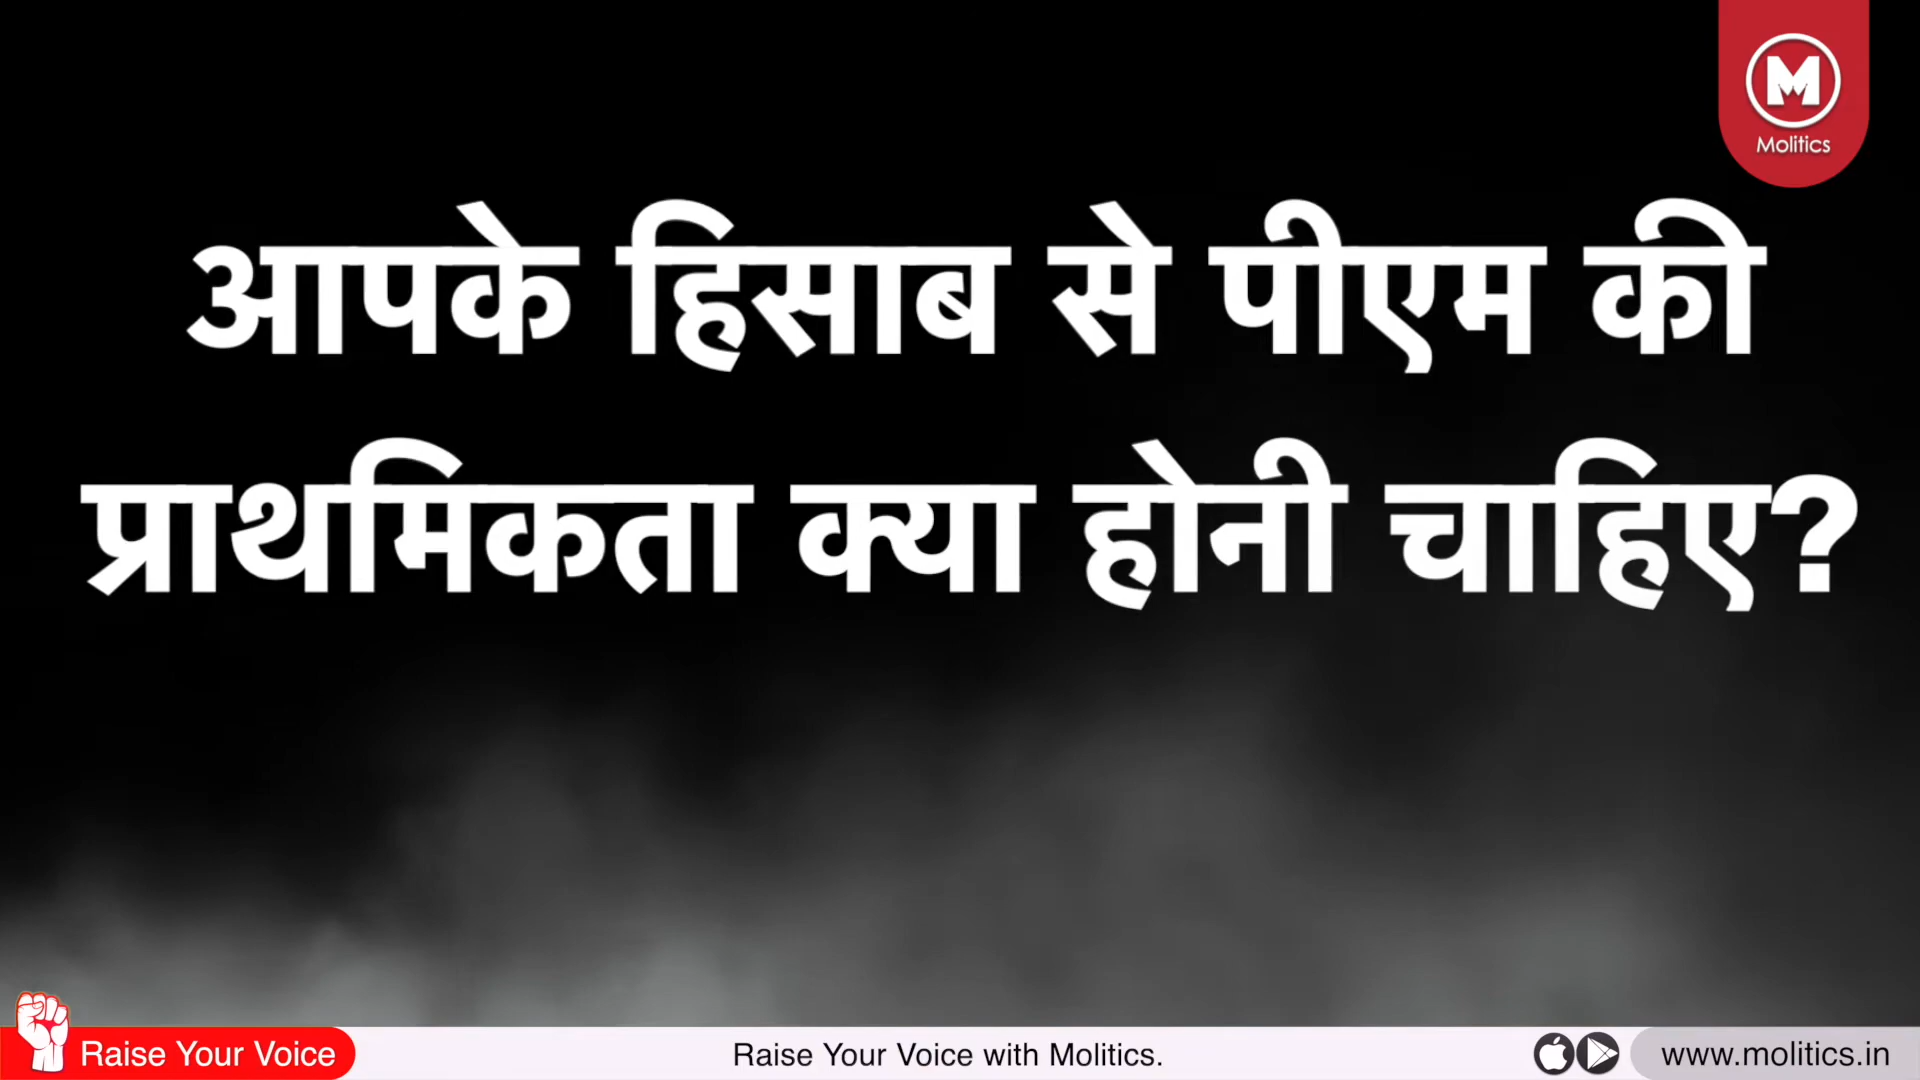 M
Molitics
आपके हिसाब से पीएम की
प्राथमिकता क्या होनी चाहिए?
Raise Your Voice
Raise Your Voice with Molitics.
www.molitics.in